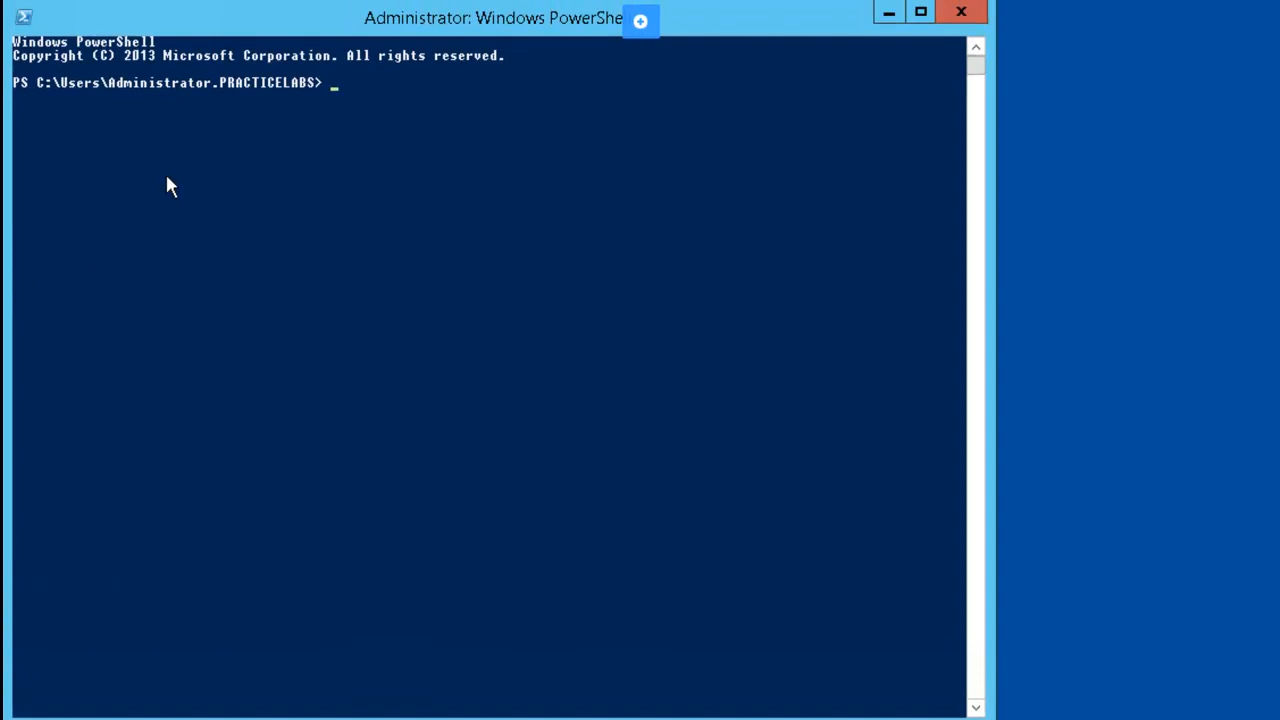 Administrator: Windows PowerShe
Windows PowerShell
Copyright (C) 2013 Microsoft Corporation. All rights reserved.
PS C:\Users\Administrator.PRACTICELABS> _